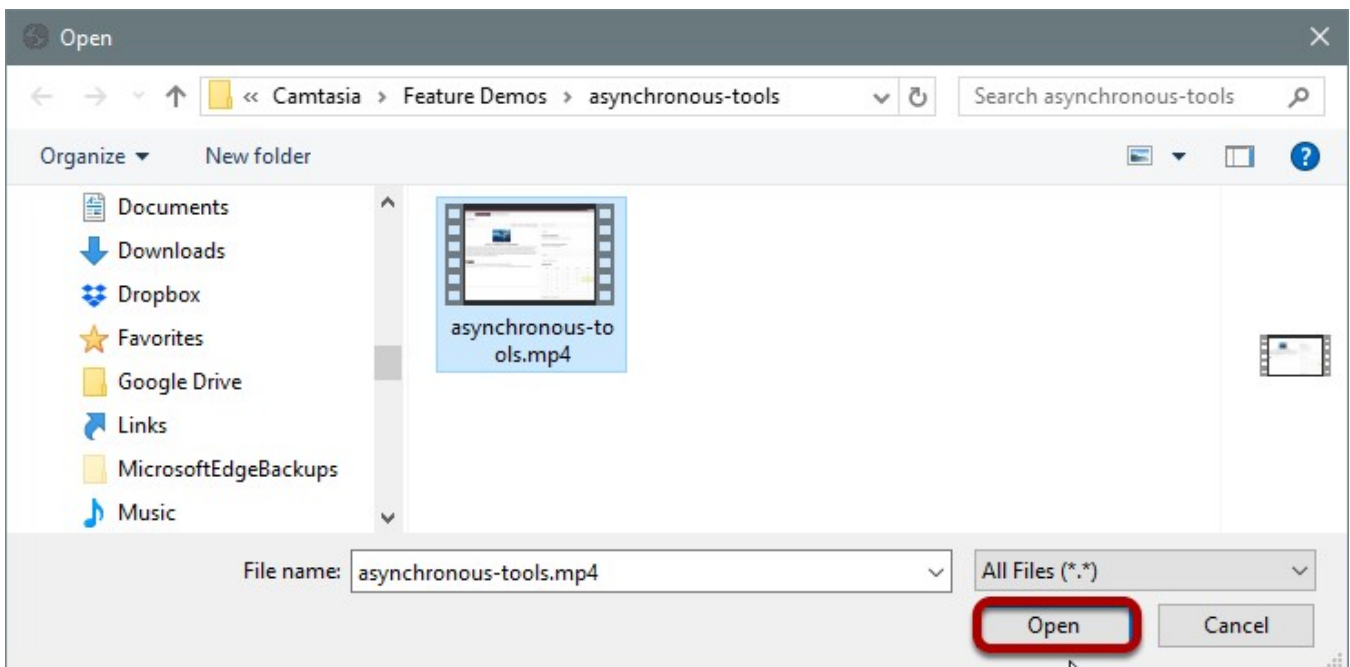 Open
« Camtasia > Feature Demos > asynchronous-tools
Search asynchronous-tools
Organize
New folder
?
Documents
Downloads
Dropbox
Favorites
Google Drive
Links
MicrosoftEdgeBackups
Music
asynchronous-to
ols.mp4
File name: asynchronous-tools.mp4
All Files (*.*)
Open
Cancel